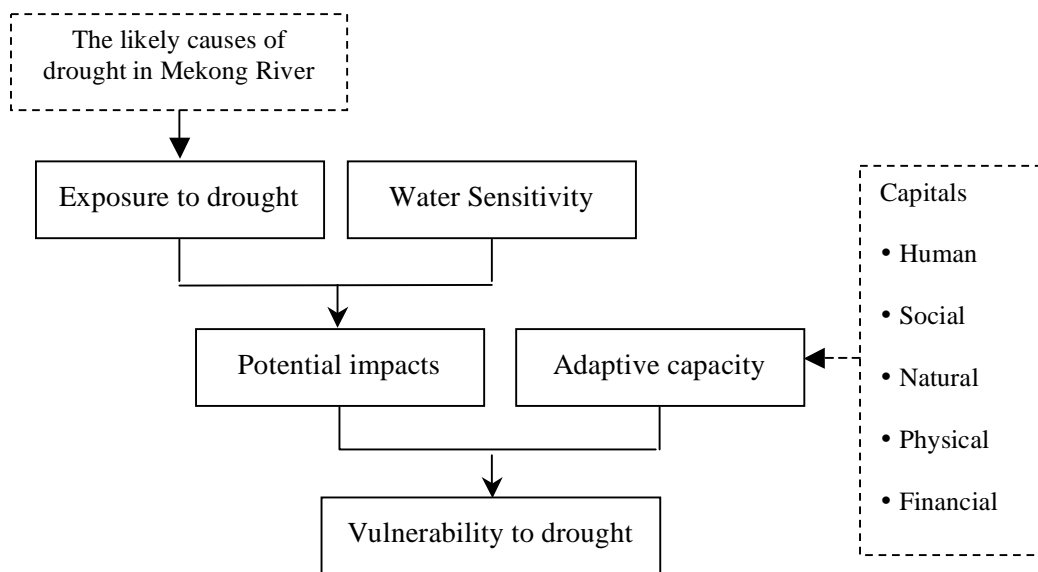 The likely causes of
drought in Mekong River
Exposure to drought
Water Sensitivity
Capitals
• Human
• Social
• Natural
• Physical
• Financial
Potential impacts
Adaptive capacity
Vulnerability to drought